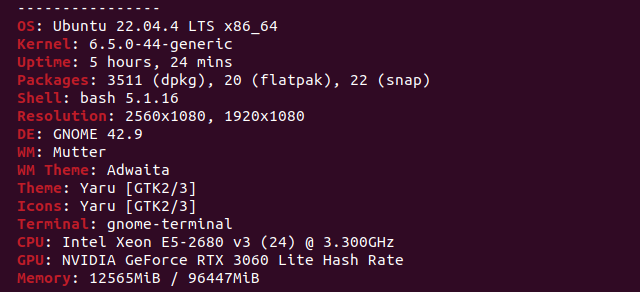 ----------------
OS: Ubuntu 22.04.4 LTS x86_64
Kernel: 6.5.0-44-generic
Uptime: 5 hours, 24 mins
Packages: 3511 (dpkg), 20 (flatpak), 22 (snap)
Shell: bash 5.1.16
Resolution: 2560x1080, 1920x1080
DE: GNOME 42.9
WM: Mutter
WM Theme: Adwaita
Theme: Yaru [GTK2/3]
Icons: Yaru [GTK2/3]
Terminal: gnome-terminal
CPU: Intel Xeon E5-2680 v3 (24) @ 3.300GHz
GPU: NVIDIA GeForce RTX 3060 Lite Hash Rate
Memory: 12565MiB / 96447MiB